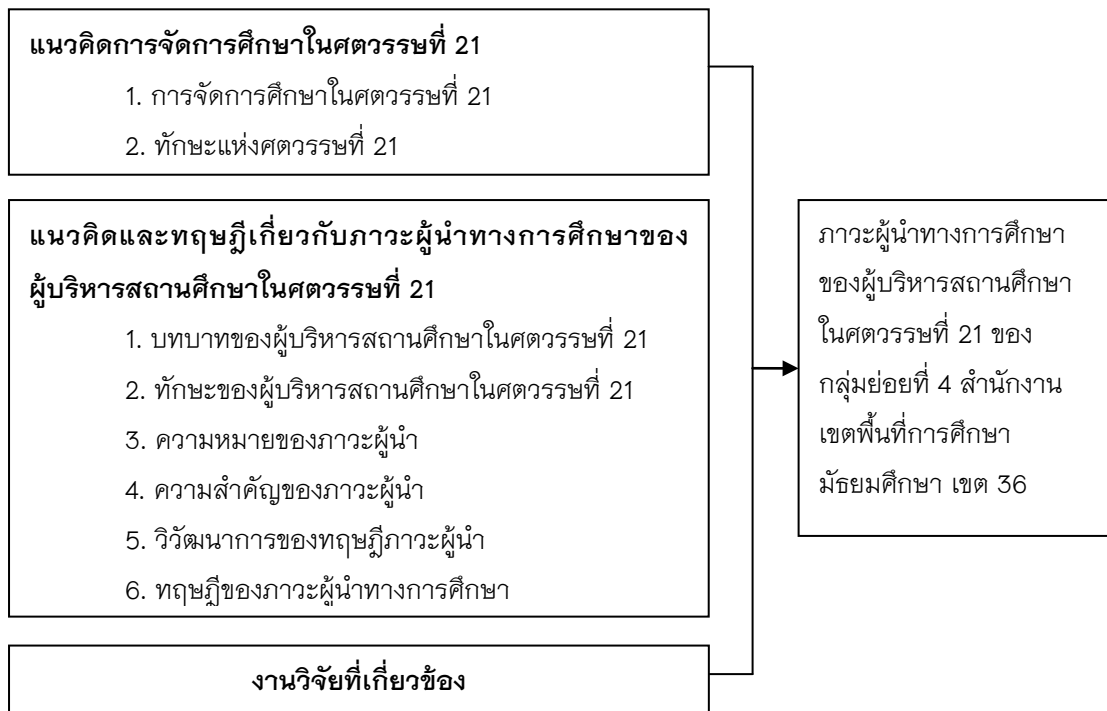 แนวคิดการจัดการศึกษาในศตวรรษที่ 21
1. การจัดการศึกษาในศตวรรษที่ 21
2. ทักษะแห่งศตวรรษที่ 21
แนวคิดและทฤษฎีเกี่ยวกับภาวะผู้นำทางการศึกษาของ
ผู้บริหารสถานศึกษาในศตวรรษที่ 21
1. บทบาทของผู้บริหารสถานศึกษาในศตวรรษที่ 21
2. ทักษะของผู้บริหารสถานศึกษาในศตวรรษที่ 21
3. ความหมายของภาวะผู้นำ
4. ความสำคัญของภาวะผู้นำ
5. วิวัฒนาการของทฤษฎีภาวะผู้นำ
6. ทฤษฎีของภาวะผู้นำทางการศึกษา
งานวิจัยที่เกี่ยวข้อง
ภาวะผู้นำทางการศึกษา
ของผู้บริหารสถานศึกษา
ในศตวรรษที่ 21 ของ
กลุ่มย่อยที่ 4 สำนักงาน
เขตพื้นที่การศึกษา
มัธยมศึกษา เขต 36